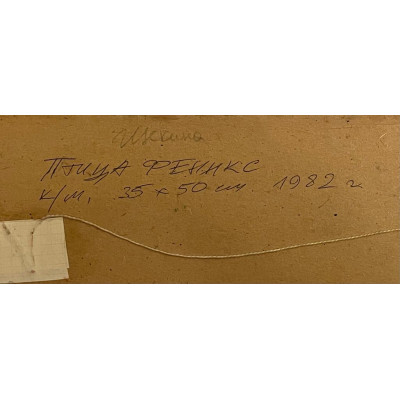 Птица Феникс
к/м, 35 х 50 см 1982 г.